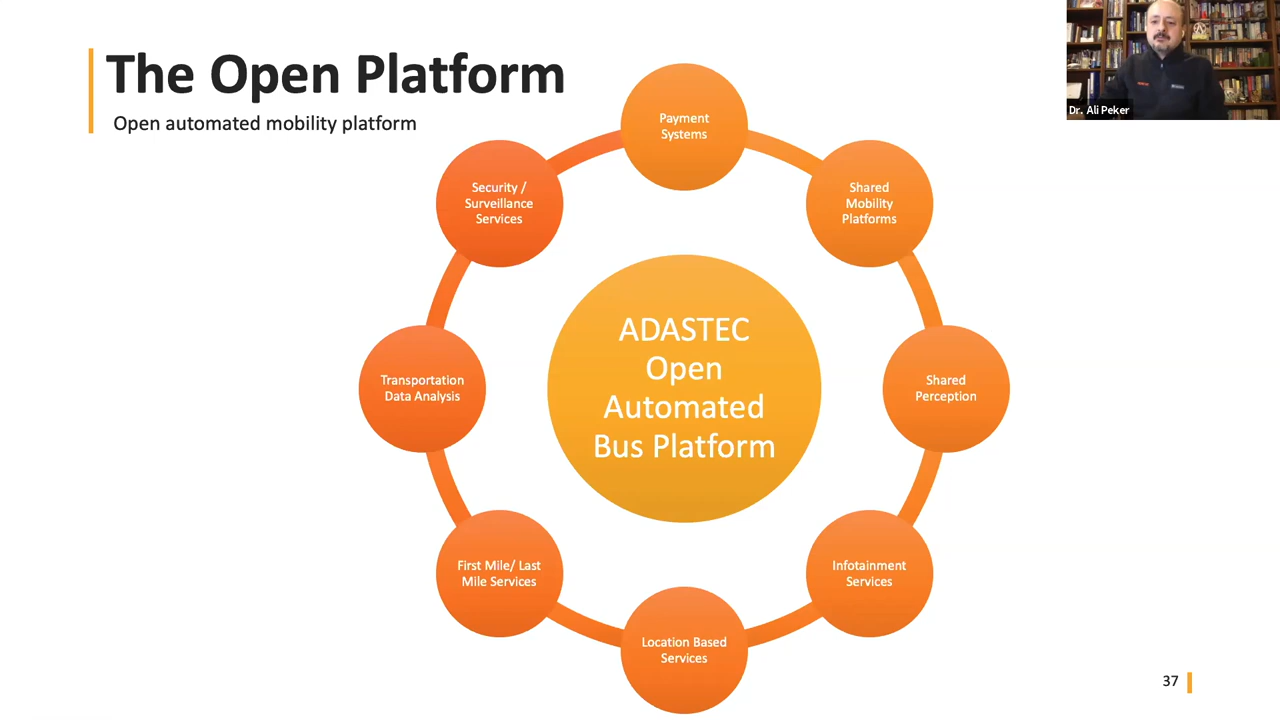 The Open Platform
Open automated mobility platform
Dr. Ali Peker
Payment
Systems
Shared
Mobility
Platforms
Shared
Perception
Infotainment
Services
Location Based
Services
First Mile/ Last
Mile Services
Transportation
Data Analysis
Security /
Surveillance
Services
ADASTEC
Open
Automated
Bus Platform
37